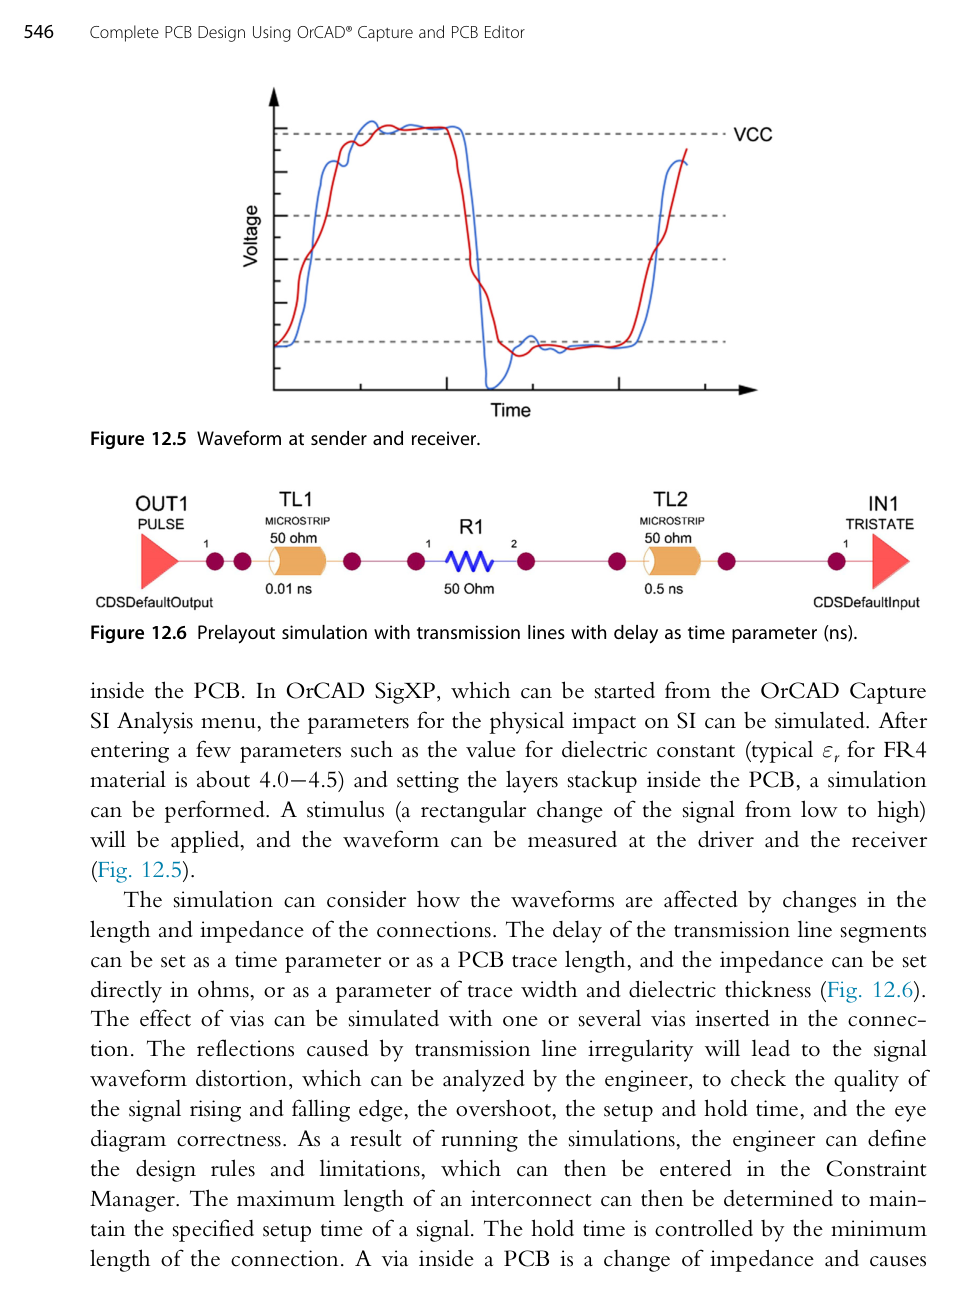 546 Complete PCB Design Using OrCAD® Capture and PCB Editor
VCC
Voltage
Time
Figure 12.5 Waveform at sender and receiver.
OUT1
PULSE
1
CDSDefaultOutput
TL1
MICROSTRIP
50 ohm
0.01 ns
R1
1
2
50 Ohm
TL2
MICROSTRIP
50 ohm
0.5 ns
IN1
TRISTATE
1
CDSDefaultInput
Figure 12.6 Prelayout simulation with transmission lines with delay as time parameter (ns).
inside the PCB. In OrCAD SigXP, which can be started from the OrCAD Capture
SI Analysis menu, the parameters for the physical impact on SI can be simulated. After
entering a few parameters such as the value for dielectric constant (typical εr for FR4
material is about 4.0−4.5) and setting the layers stackup inside the PCB, a simulation
can be performed. A stimulus (a rectangular change of the signal from low to high)
will be applied, and the waveform can be measured at the driver and the receiver
(Fig. 12.5).
The simulation can consider how the waveforms are affected by changes in the
length and impedance of the connections. The delay of the transmission line segments
can be set as a time parameter or as a PCB trace length, and the impedance can be set
directly in ohms, or as a parameter of trace width and dielectric thickness (Fig. 12.6).
The effect of vias can be simulated with one or several vias inserted in the connec-
tion. The reflections caused by transmission line irregularity will lead to the signal
waveform distortion, which can be analyzed by the engineer, to check the quality of
the signal rising and falling edge, the overshoot, the setup and hold time, and the eye
diagram correctness. As a result of running the simulations, the engineer can define
the design rules and limitations, which can then be entered in the Constraint
Manager. The maximum length of an interconnect can then be determined to main-
tain the specified setup time of a signal. The hold time is controlled by the minimum
length of the connection. A via inside a PCB is a change of impedance and causes